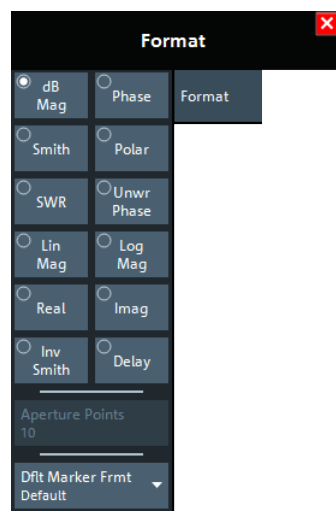 Format
dB
Mag
Phase
Format
Smith
Polar
SWR
Unwr
Phase
Lin
Mag
Log
Mag
Real
Imag
Inv
Smith
Delay
Aperture Points
10
Dflt Marker Frmt
Default